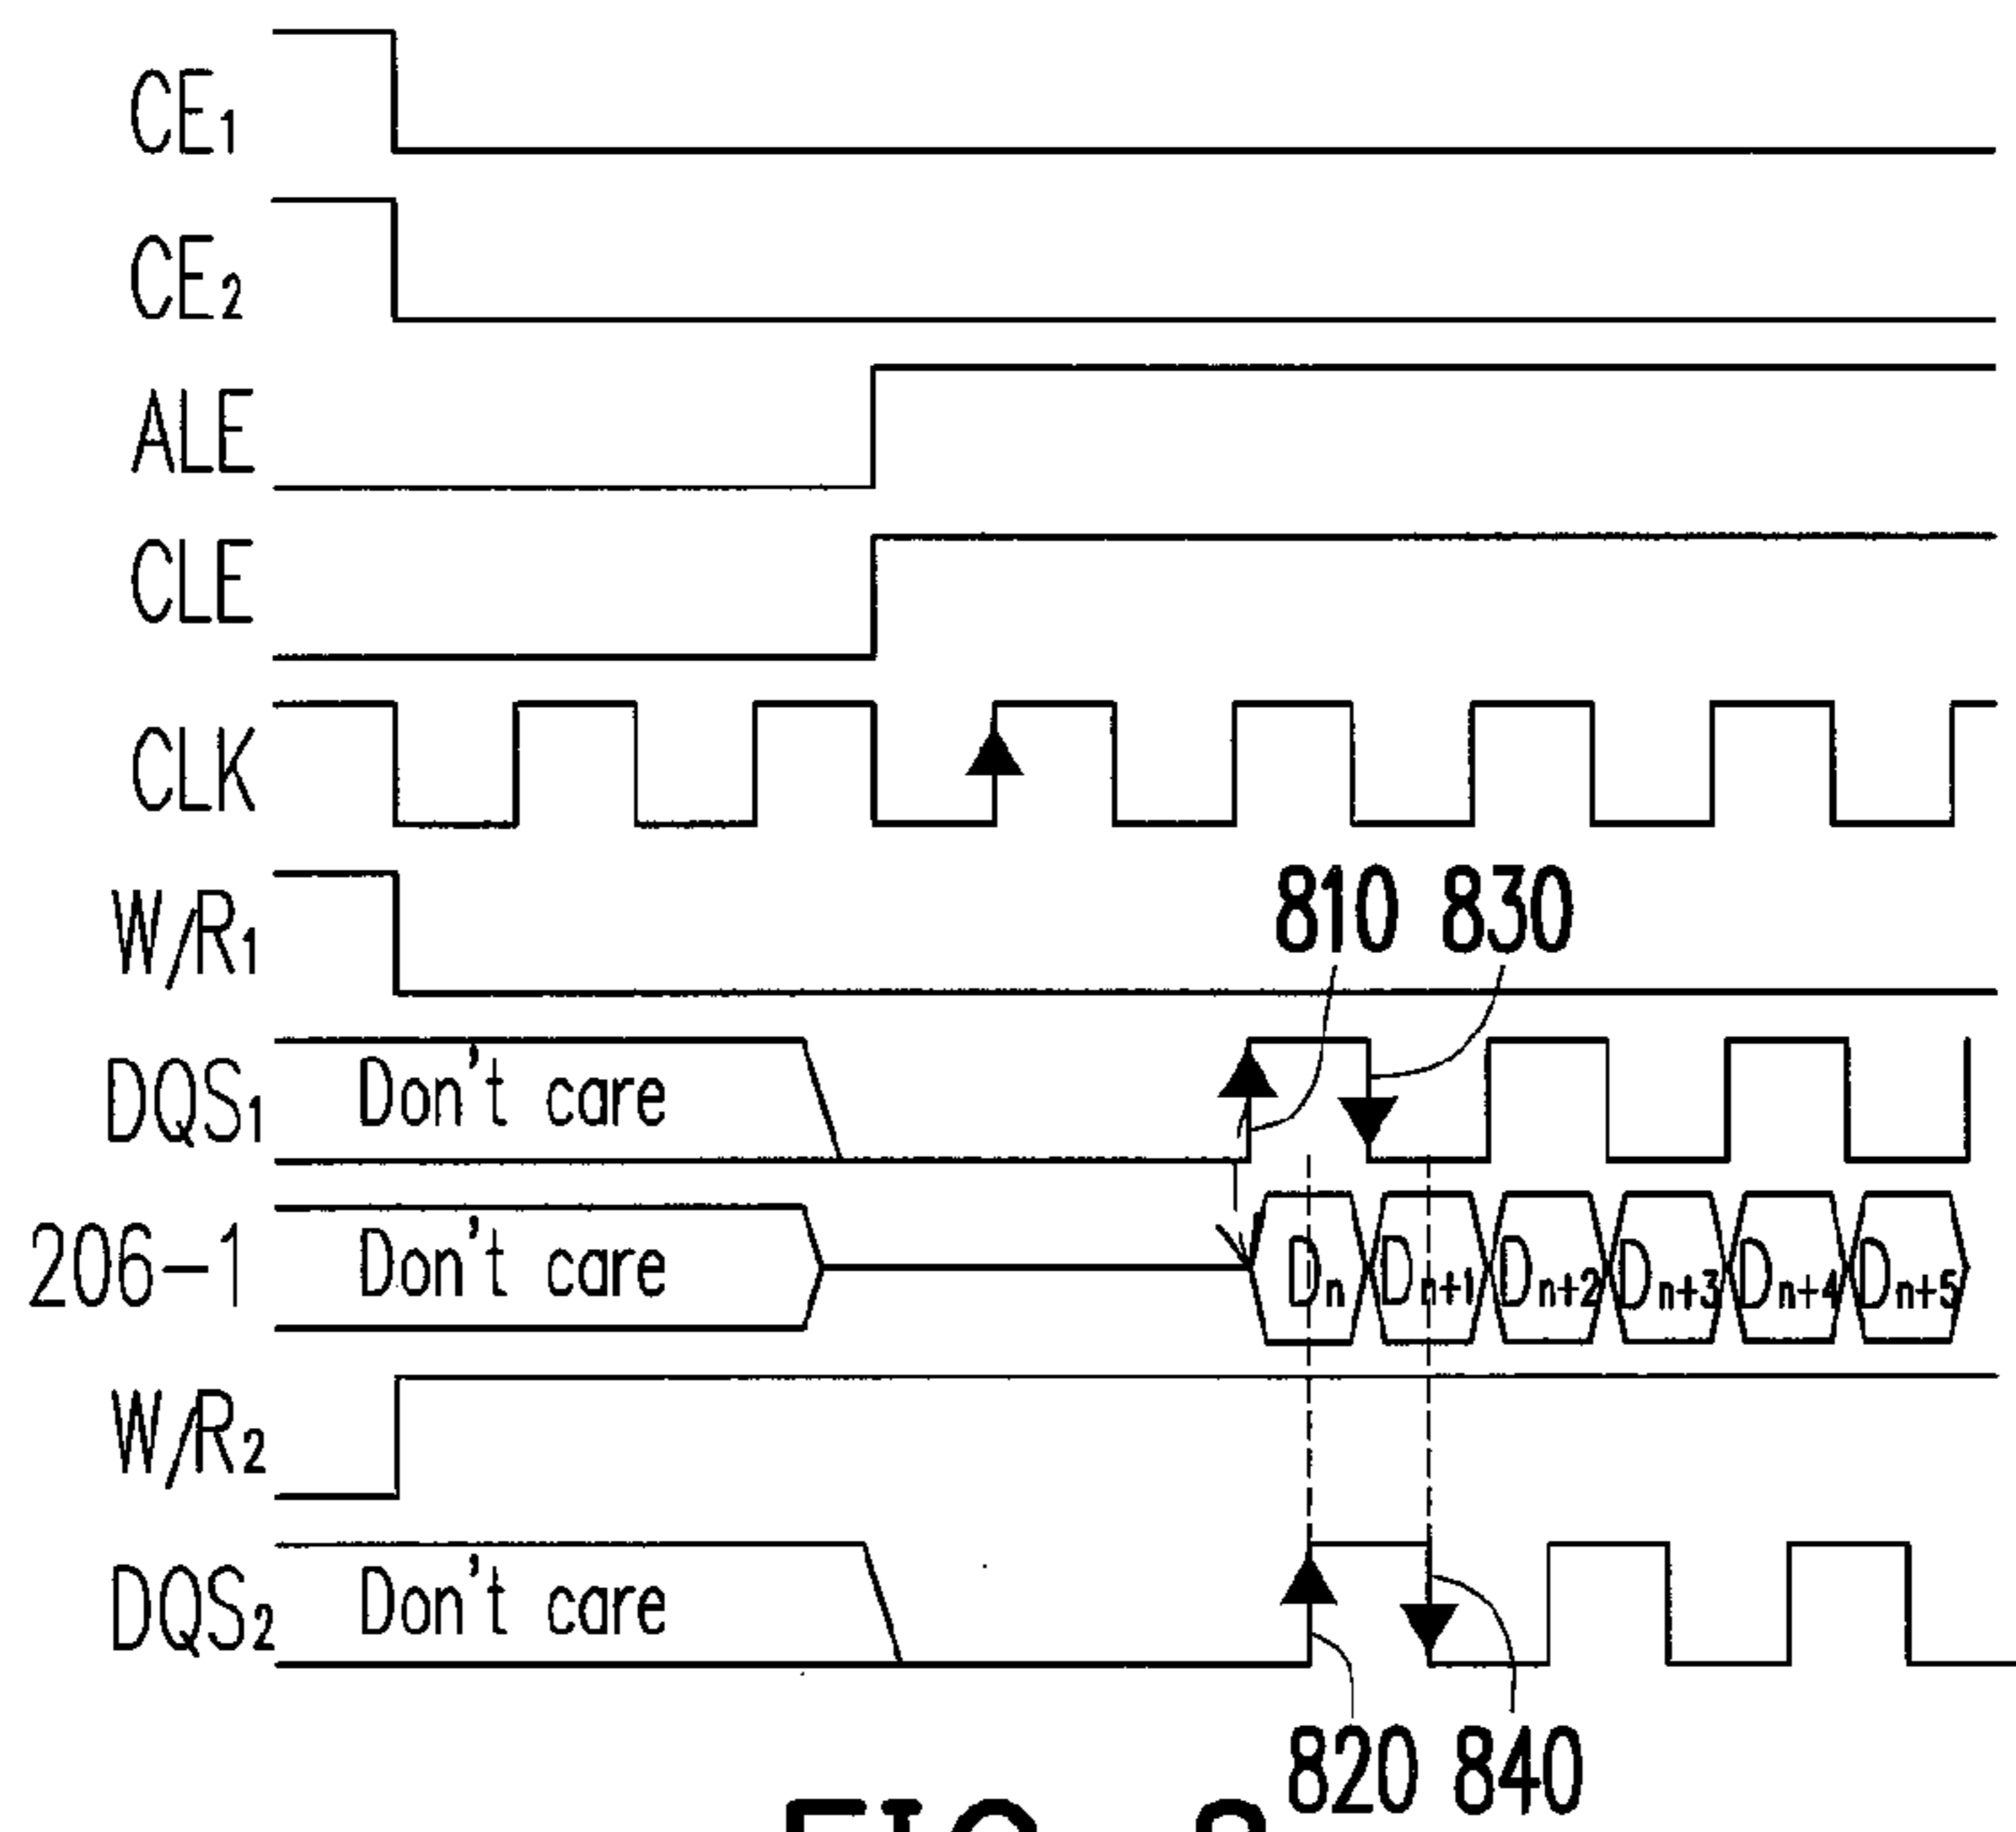 CE1
CE2
ALE
CLE
CLK
W/R1
810 830
DQS1 Don't care
206-1 Don't care Dn Dn+1 Dn+2 Dn+3 Dn+4 Dn+5
W/R2
DQS2 Don't care
820 840
FIG.